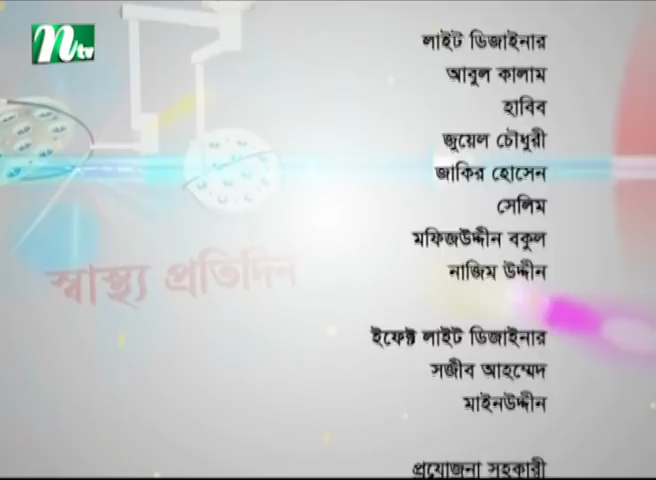 ntv
লাইট ডিজাইনার
আবুল কালাম
হাবিব
জুয়েল চৌধুরী
জাকির হোসেন
সেলিম
মফিজউদ্দীন বকুল
নাজিম উদ্দীন
স্বাস্থ্য প্রতিদিন
ইফেক্ট লাইট ডিজাইনার
সজীব আহম্মেদ
মাইনউদ্দীন
প্রযোজনা সহকারী